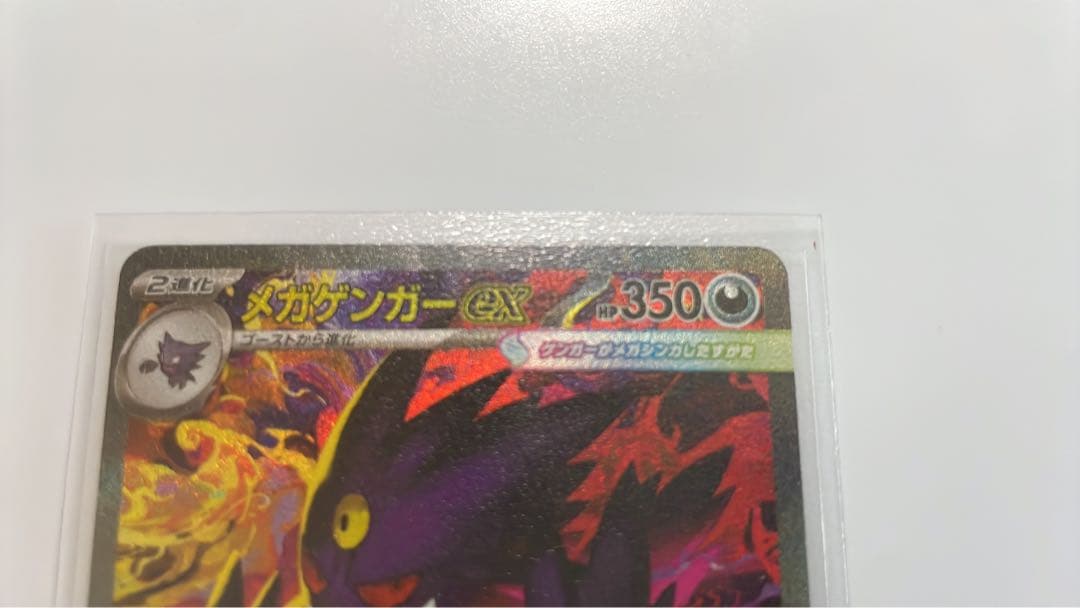 2進化
メガゲンガーex
HP350
ゴーストから進化
ゲンガーがメガシンカしたすがた